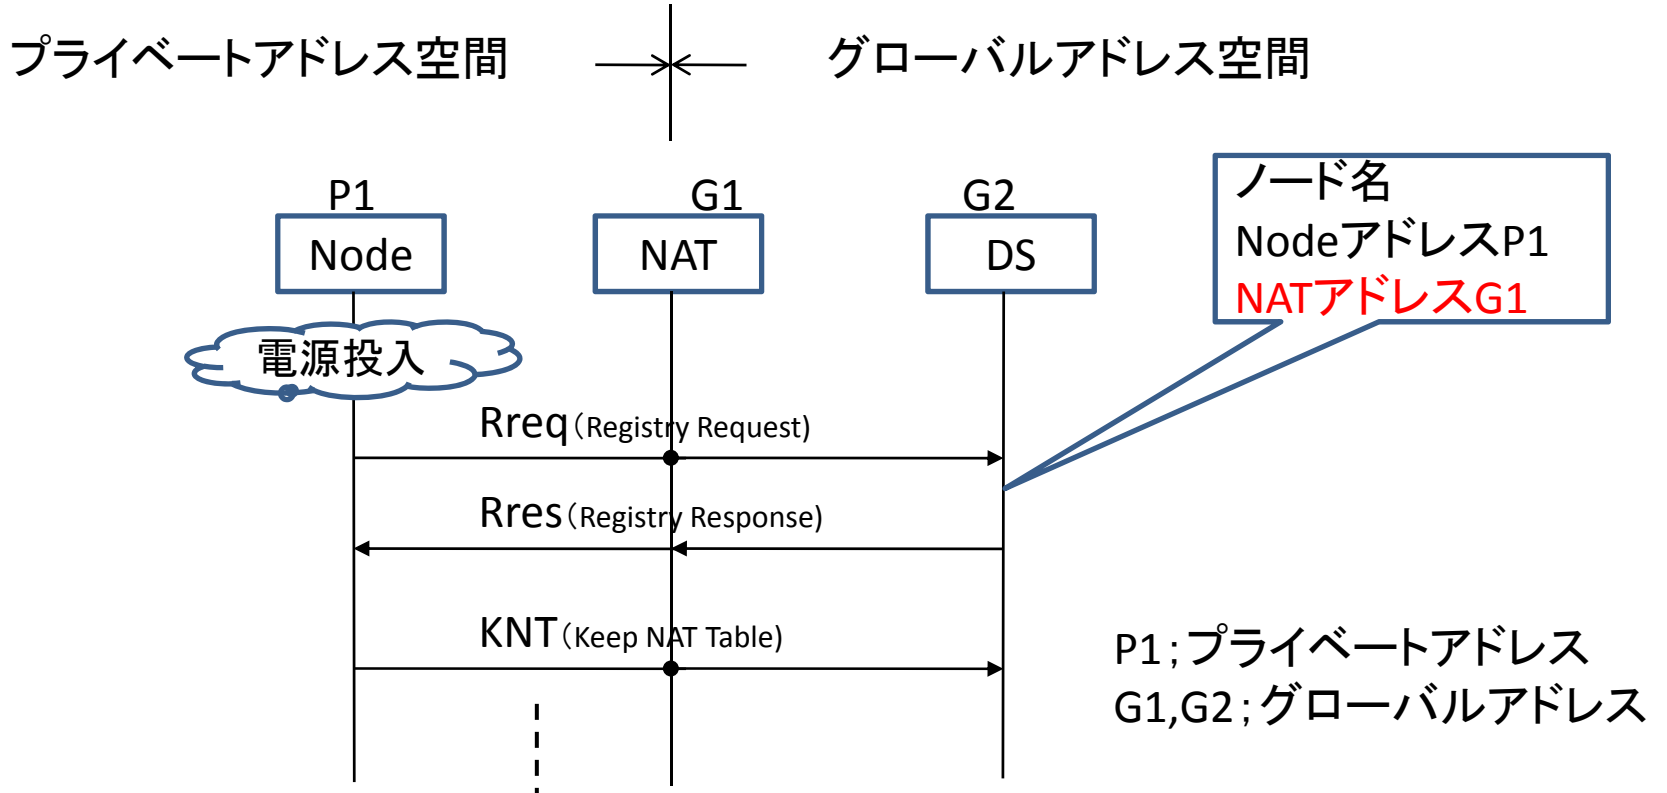 プライベートアドレス空間
グローバルアドレス空間
P1
G1
G2
Node
NAT
DS
ノード名
NodeアドレスP1
NATアドレスG1
電源投入
Rreq（Registry Request)
Rres（Registry Response)
KNT（Keep NAT Table)
P1；プライベートアドレス
G1,G2；グローバルアドレス